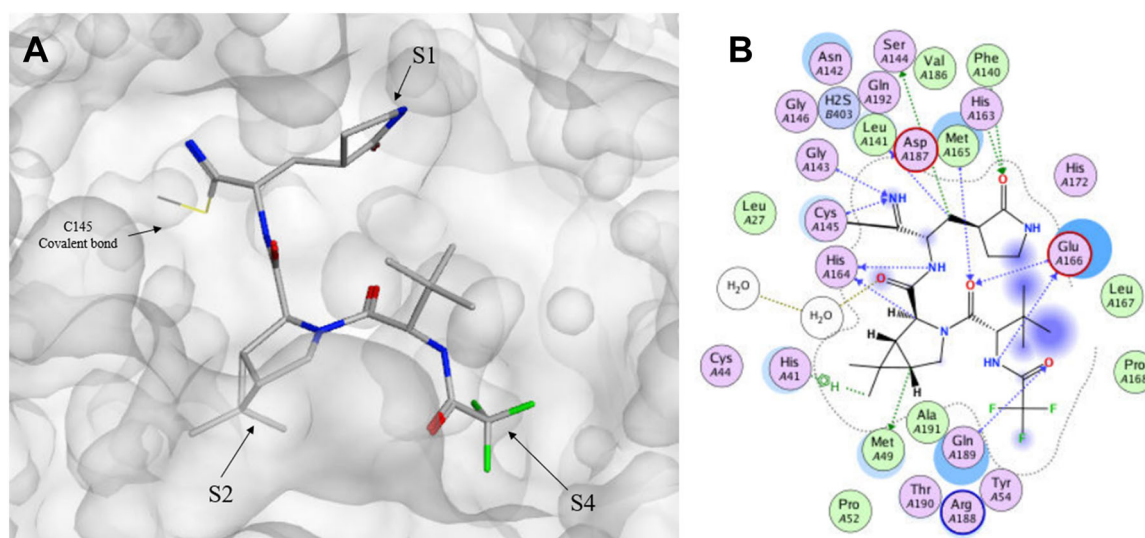 A
S1
C145
Covalent bond
S2
S4
B
Ser
A144
Asn
A142
Val
A186
Phe
A140
Gln
A192
H2S
B403
His
A163
Gly
A146
Leu
A141
Asp
A187
Met
A165
Gly
A143
His
A172
O
NH
Leu
A27
Cys
A145
NH
Glu
A166
His
A164
NH
H₂O
O
O
Leu
A167
H₂O
H
H
N
NH
O
Pro
A168
Cys
A44
His
A41
H
H
F
F
F
Ala
A191
Met
A49
Gln
A189
Tyr
A54
Thr
A190
Arg
A188
Pro
A52